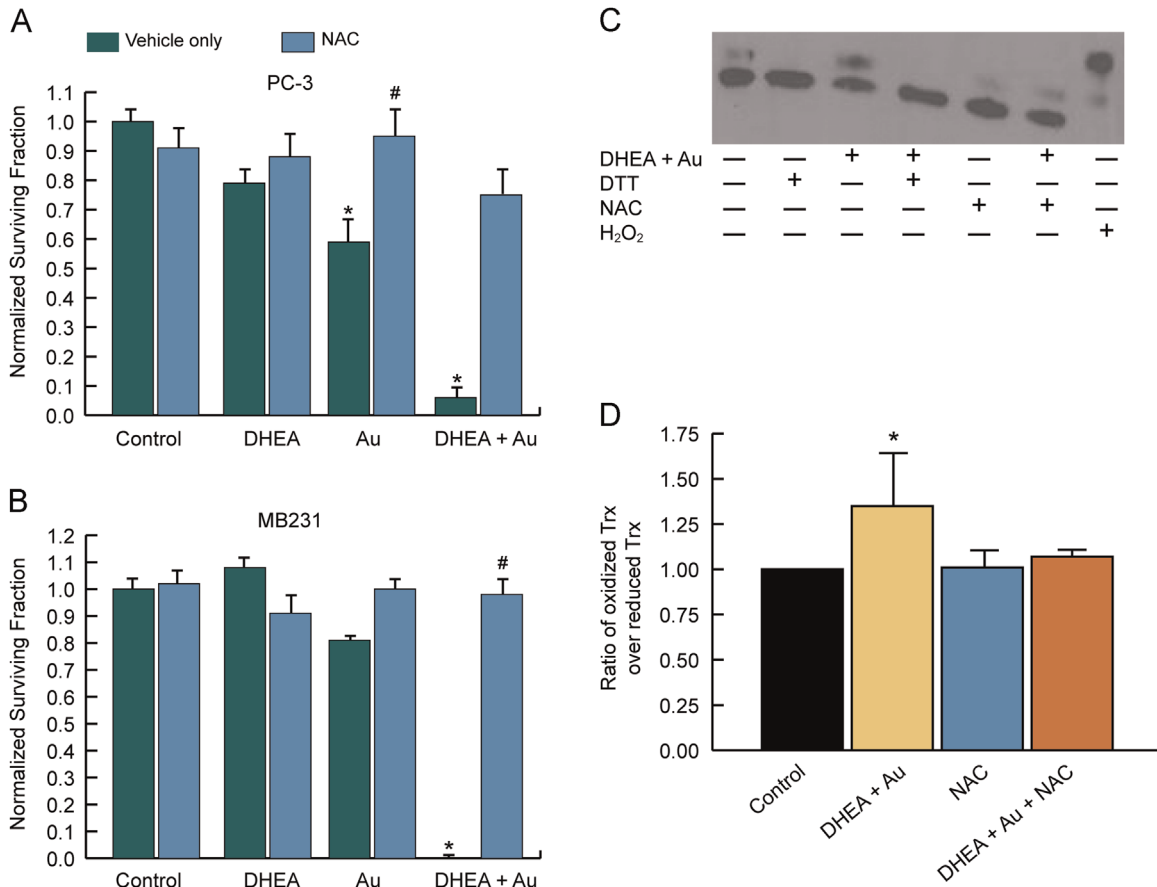 A
Vehicle only NAC
PC-3
Normalized Surviving Fraction
1.1
1.0
0.9
0.8
0.7
0.6
0.5
0.4
0.3
0.2
0.1
0.0
* # *
Control DHEA Au DHEA + Au
B
MB231
Normalized Surviving Fraction
1.2
1.1
1.0
0.9
0.8
0.7
0.6
0.5
0.4
0.3
0.2
0.1
0.0
* #
Control DHEA Au DHEA + Au
C
DHEA + Au — — + + — + —
DTT — + — + — — —
NAC — — — — + + —
H₂O₂ — — — — — — +
D
Ratio of oxidized Trx
over reduced Trx
1.75
1.50
1.25
1.00
0.75
0.50
0.25
0.00
*
Control
DHEA + Au
NAC
DHEA + Au + NAC